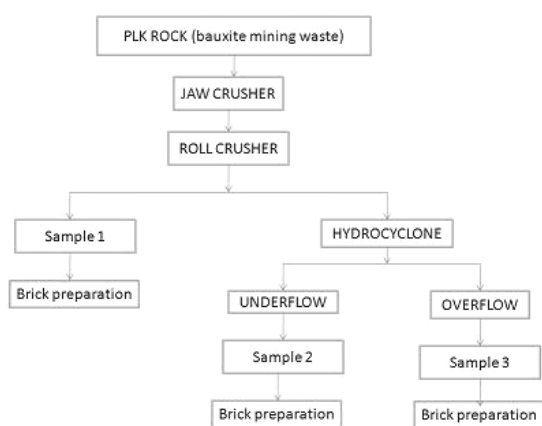 PLK ROCK (bauxite mining waste)
JAW CRUSHER
ROLL CRUSHER
Sample 1
HYDROCYCLONE
Brick preparation
UNDERFLOW
OVERFLOW
Sample 2
Sample 3
Brick preparation
Brick preparation